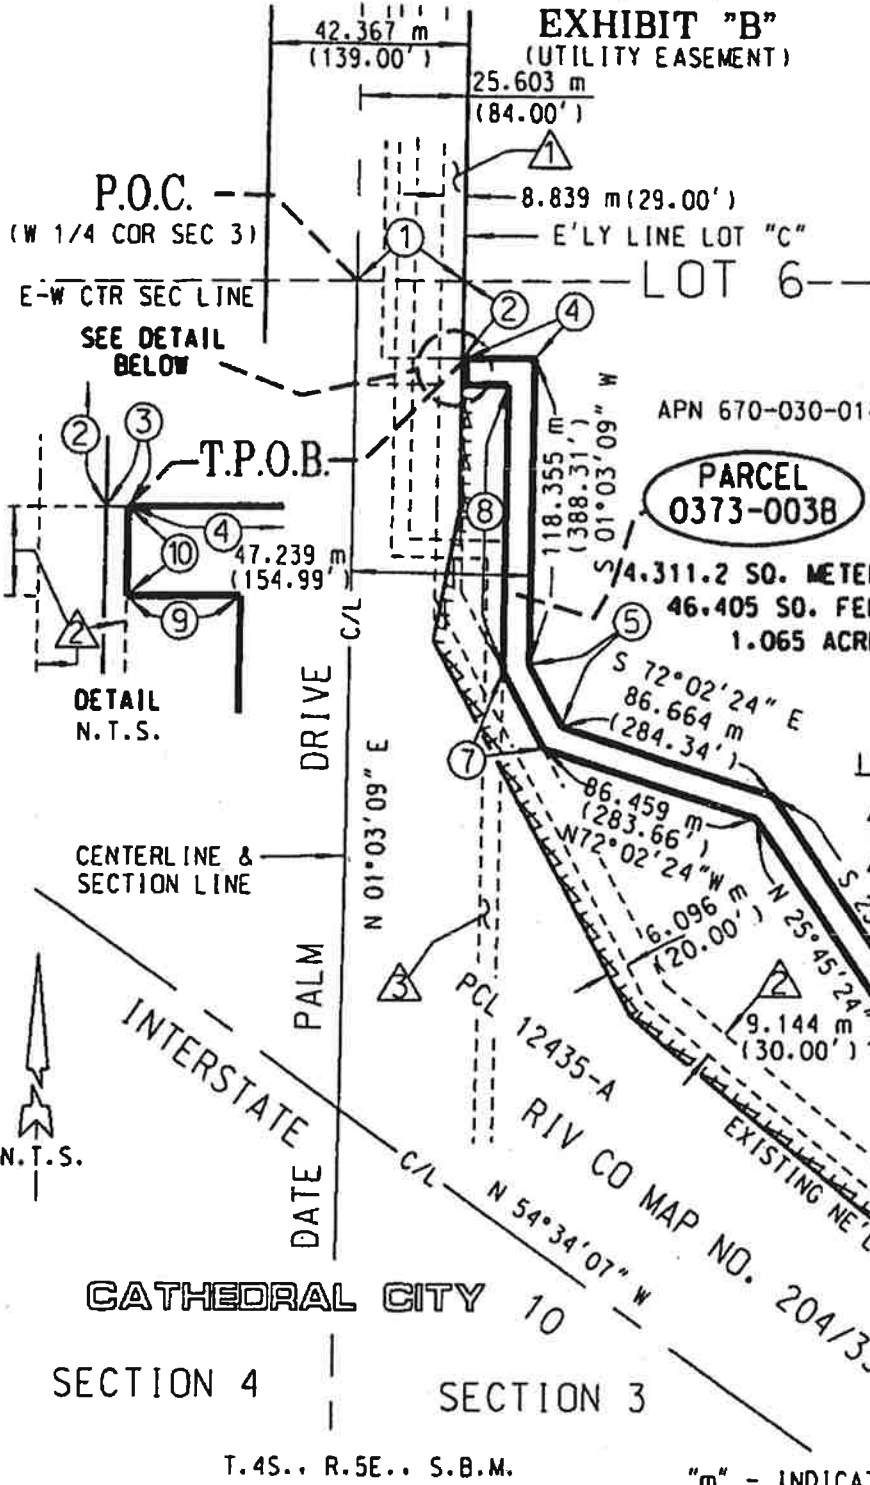 EXHIBIT "B"
(UTILITY EASEMENT)
42.367 m
(139.00')
25.603 m
(84.00')
1
8.839 m(29.00')
P.O.C.
(W 1/4 COR SEC 3)
1
E'LY LINE LOT "C"
E-W CTR SEC LINE
LOT 6
2
4
SEE DETAIL
BELOW
APN 670-030-01
2
3
T.P.O.B.
118.355 m
(388.31')
S 01°03'09" W
PARCEL
0373-003B
8
4
10
47.239 m
(154.99')
4.311.2 SQ. METE
46.405 SQ. FE
1.065 ACR
2
9
C/L
5
DETAIL
N.T.S.
S 72°02'24" E
86.664 m
(284.34')
7
86.459 m
(283.66')
N72°02'24"W
CENTERLINE &
SECTION LINE
N 01°03'09" E
DATE PALM DRIVE
E
6.096
(20.00')
N 25°45'24"
3
2
9.144 m
(30.00')
PCL 12435-A
RIV CO MAP NO. 204/3
EXISTING NE'
INTERSTATE 10
C/L
N 54°34'07" W
N.T.S.
CATHEDRAL CITY
SECTION 4
SECTION 3
T.4S., R.5E., S.B.M.
"m" - INDICAT